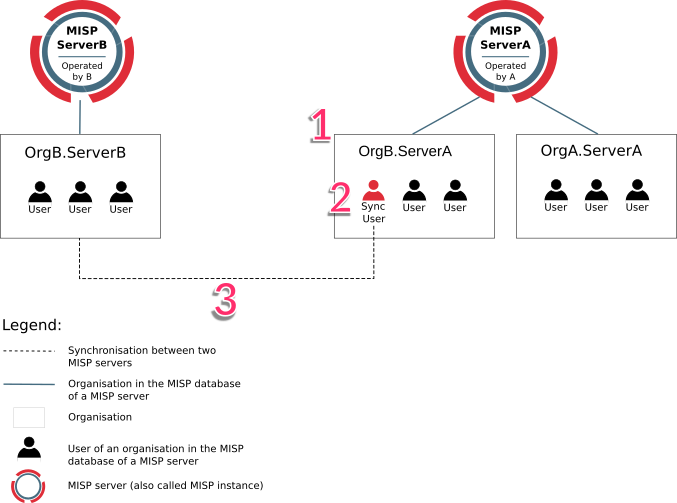 MISP
ServerB
Operated
by B
MISP
ServerA
Operated
by A
1
OrgB.ServerB
OrgB.ServerA
OrgA.ServerA
2
User User User
Sync
User
User User
User User User
3
Legend:
Synchronisation between two
MISP servers
Organisation in the MISP database
of a MISP server
Organisation
User of an organisation in the MISP
database of a MISP server
MISP server (also called MISP instance)